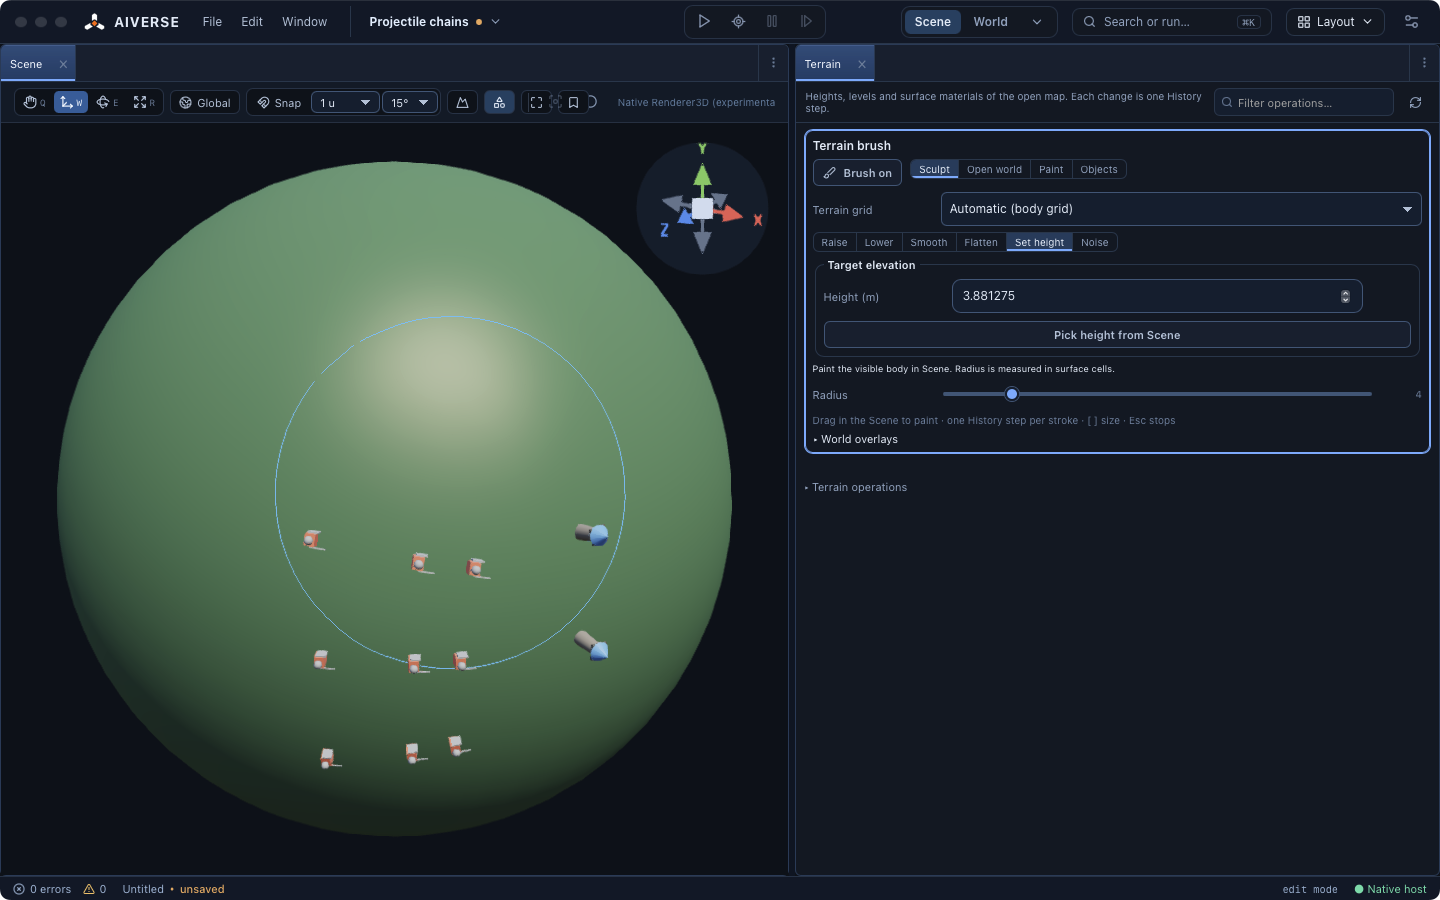 AIVERSE File Edit Window Projectile chains Scene World Search or run... ⌘K Layout
Scene
Terrain
Q W E R Global Snap 1 u 15° Native Renderer3D (experimenta
Heights, levels and surface materials of the open map. Each change is one History
step.
Filter operations...
Y
X
Z
Terrain brush
Brush on Sculpt Open world Paint Objects
Terrain grid Automatic (body grid)
Raise Lower Smooth Flatten Set height Noise
Target elevation
Height (m) 3.881275
Pick height from Scene
Paint the visible body in Scene. Radius is measured in surface cells.
Radius 4
Drag in the Scene to paint · one History step per stroke · [ ] size · Esc stops
World overlays
Terrain operations
0 errors 0 Untitled • unsaved edit mode Native host